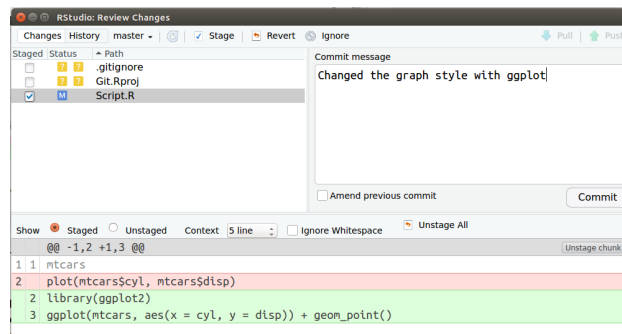 RStudio: Review Changes
Changes History master Stage Revert Ignore Pull Push
Staged Status Path
Commit message
? ? .gitignore
? ? Git.Rproj
M Script.R
Changed the graph style with ggplot
Amend previous commit Commit
Show Staged Unstaged Context 5 line Ignore Whitespace Unstage All
@@ -1,2 +1,3 @@ Unstage chunk
1 1 mtcars
2 plot(mtcars$cyl, mtcars$disp)
2 library(ggplot2)
3 ggplot(mtcars, aes(x = cyl, y = disp)) + geom_point()